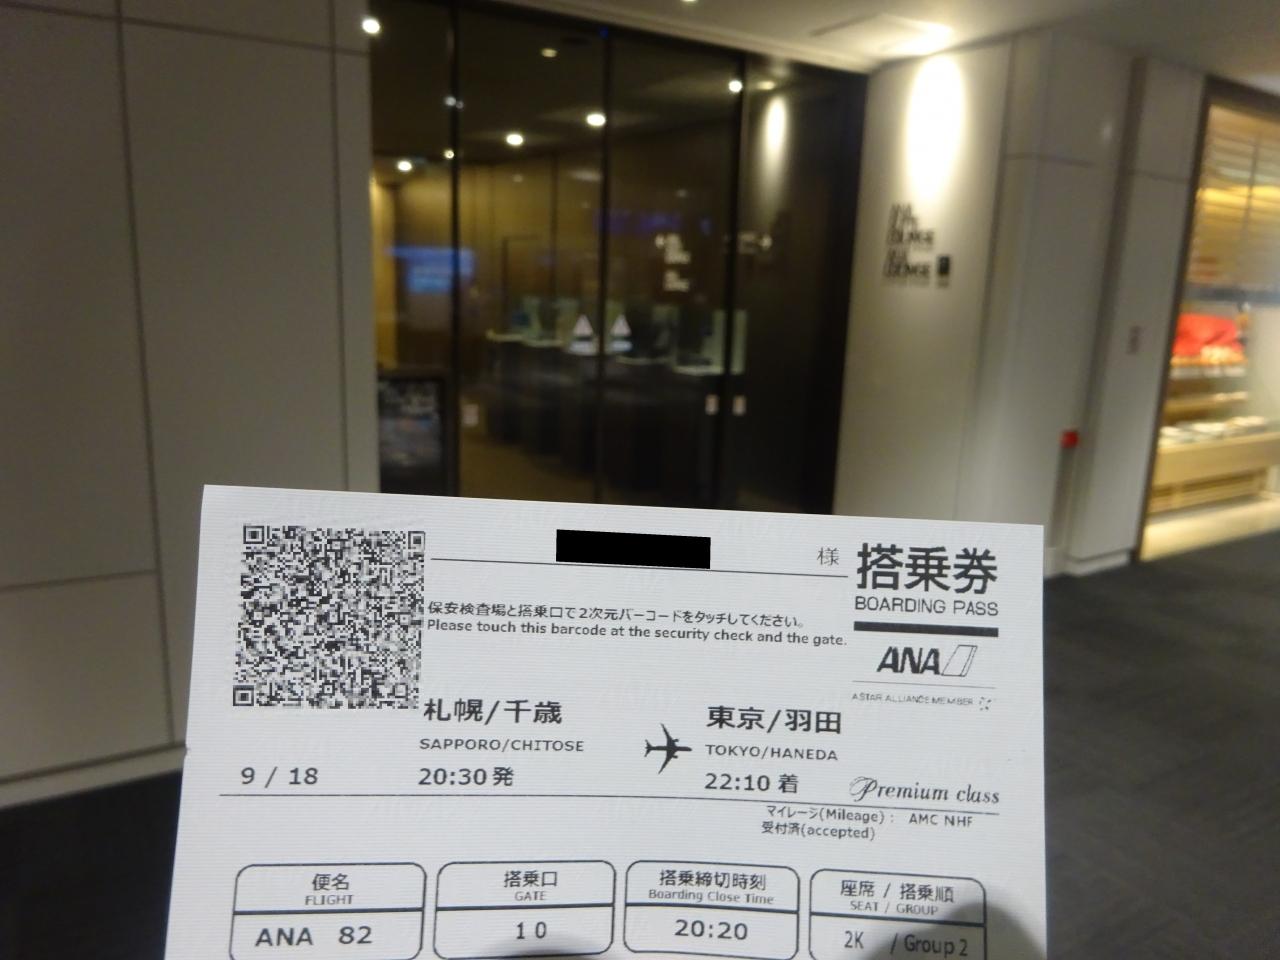 ANA
LOUNGE
ANA
LOUNGE
様
搭乗券
BOARDING PASS
保安検査場と搭乗口で2次元バーコードをタッチしてください。
Please touch this barcode at the security check and the gate.
ANA
A STAR ALLIANCE MEMBER
札幌/千歳
東京/羽田
SAPPORO/CHITOSE
TOKYO/HANEDA
9 / 18
20:30 発
22:10 着
Premium class
マイレージ(Mileage) : AMC NHF
受付済(accepted)
便名
FLIGHT
ANA 82
搭乗口
GATE
10
搭乗締切時刻
Boarding Close Time
20:20
座席 / 搭乗順
SEAT / GROUP
2K / Group 2